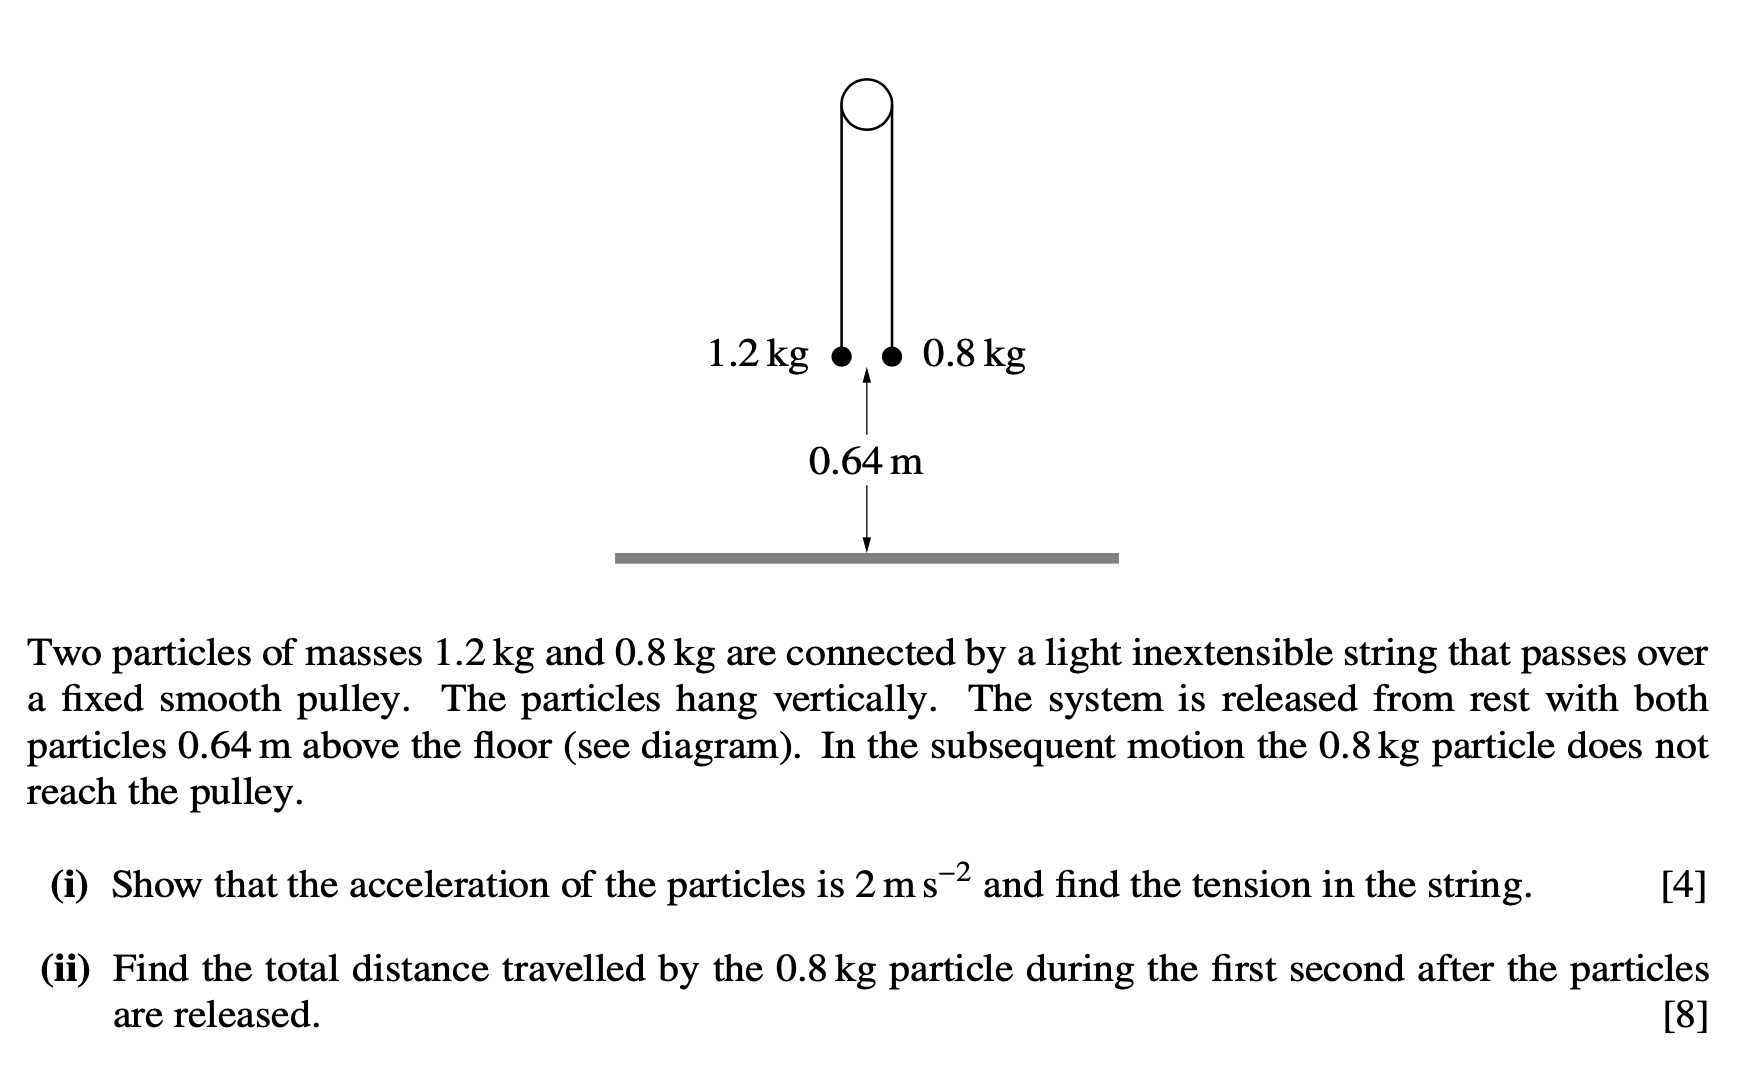 1.2 kg 0.8 kg
0.64 m
Two particles of masses 1.2 kg and 0.8 kg are connected by a light inextensible string that passes over
a fixed smooth pulley. The particles hang vertically. The system is released from rest with both
particles 0.64 m above the floor (see diagram). In the subsequent motion the 0.8 kg particle does not
reach the pulley.
(i) Show that the acceleration of the particles is 2 m s⁻² and find the tension in the string. [4]
(ii) Find the total distance travelled by the 0.8 kg particle during the first second after the particles
are released. [8]